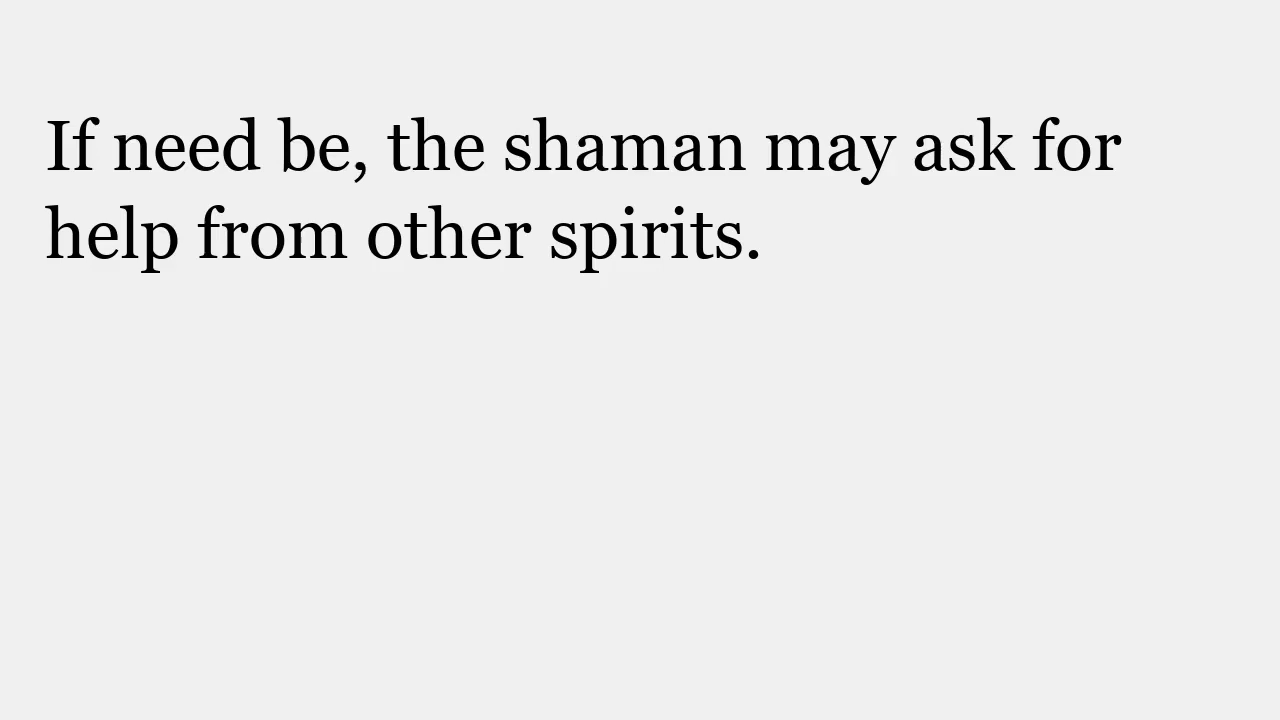 If need be, the shaman may ask for
help from other spirits.